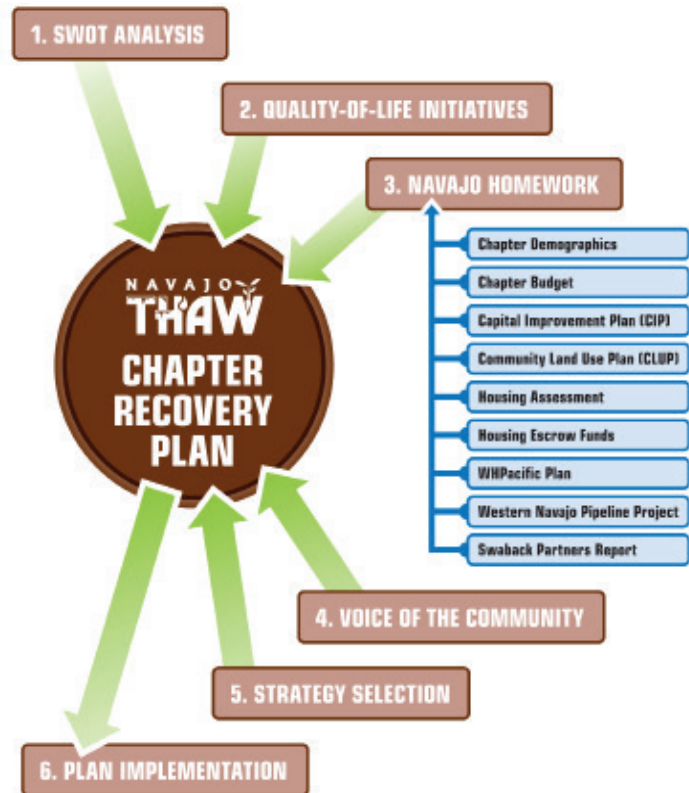 1. SWOT ANALYSIS
2. QUALITY-OF-LIFE INITIATIVES
3. NAVAJO HOMEWORK
Chapter Demographics
Chapter Budget
Capital Improvement Plan (CIP)
Community Land Use Plan (CLUP)
Housing Assessment
Housing Escrow Funds
WHPacific Plan
Western Navajo Pipeline Project
Swaback Partners Report
NAVAJO
THAW
CHAPTER
RECOVERY
PLAN
4. VOICE OF THE COMMUNITY
5. STRATEGY SELECTION
6. PLAN IMPLEMENTATION